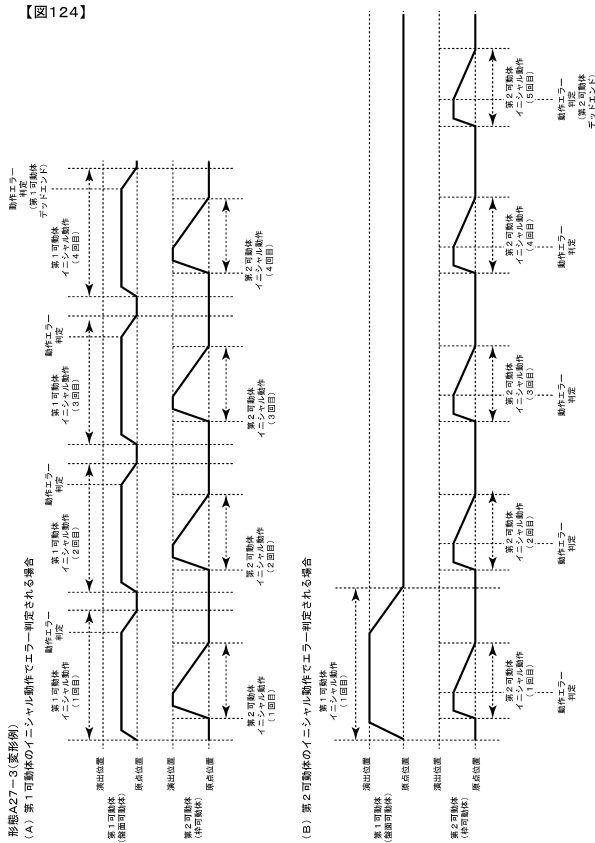 【図124】
形態A27－3（変形例）
（A）第1可動体のイニシャル動作でエラー判定される場合
演出位置
第1可動体
（盤面可動体）
原点位置
演出位置
第2可動体
（枠可動体）
原点位置
第1可動体
イニシャル動作
（1回目）
動作エラー
判定
第1可動体
イニシャル動作
（2回目）
動作エラー
判定
第1可動体
イニシャル動作
（3回目）
動作エラー
判定
第1可動体
イニシャル動作
（4回目）
動作エラー
判定
（第1可動体
デッドエンド）
第2可動体
イニシャル動作
（1回目）
第2可動体
イニシャル動作
（2回目）
第2可動体
イニシャル動作
（3回目）
第2可動体
イニシャル動作
（4回目）
（B）第2可動体のイニシャル動作でエラー判定される場合
演出位置
第1可動体
（盤面可動体）
原点位置
演出位置
第2可動体
（枠可動体）
原点位置
第1可動体
イニシャル動作
（1回目）
第2可動体
イニシャル動作
（1回目）
動作エラー
判定
第2可動体
イニシャル動作
（2回目）
動作エラー
判定
第2可動体
イニシャル動作
（3回目）
動作エラー
判定
第2可動体
イニシャル動作
（4回目）
動作エラー
判定
第2可動体
イニシャル動作
（5回目）
動作エラー
判定
（第2可動体
デッドエンド）